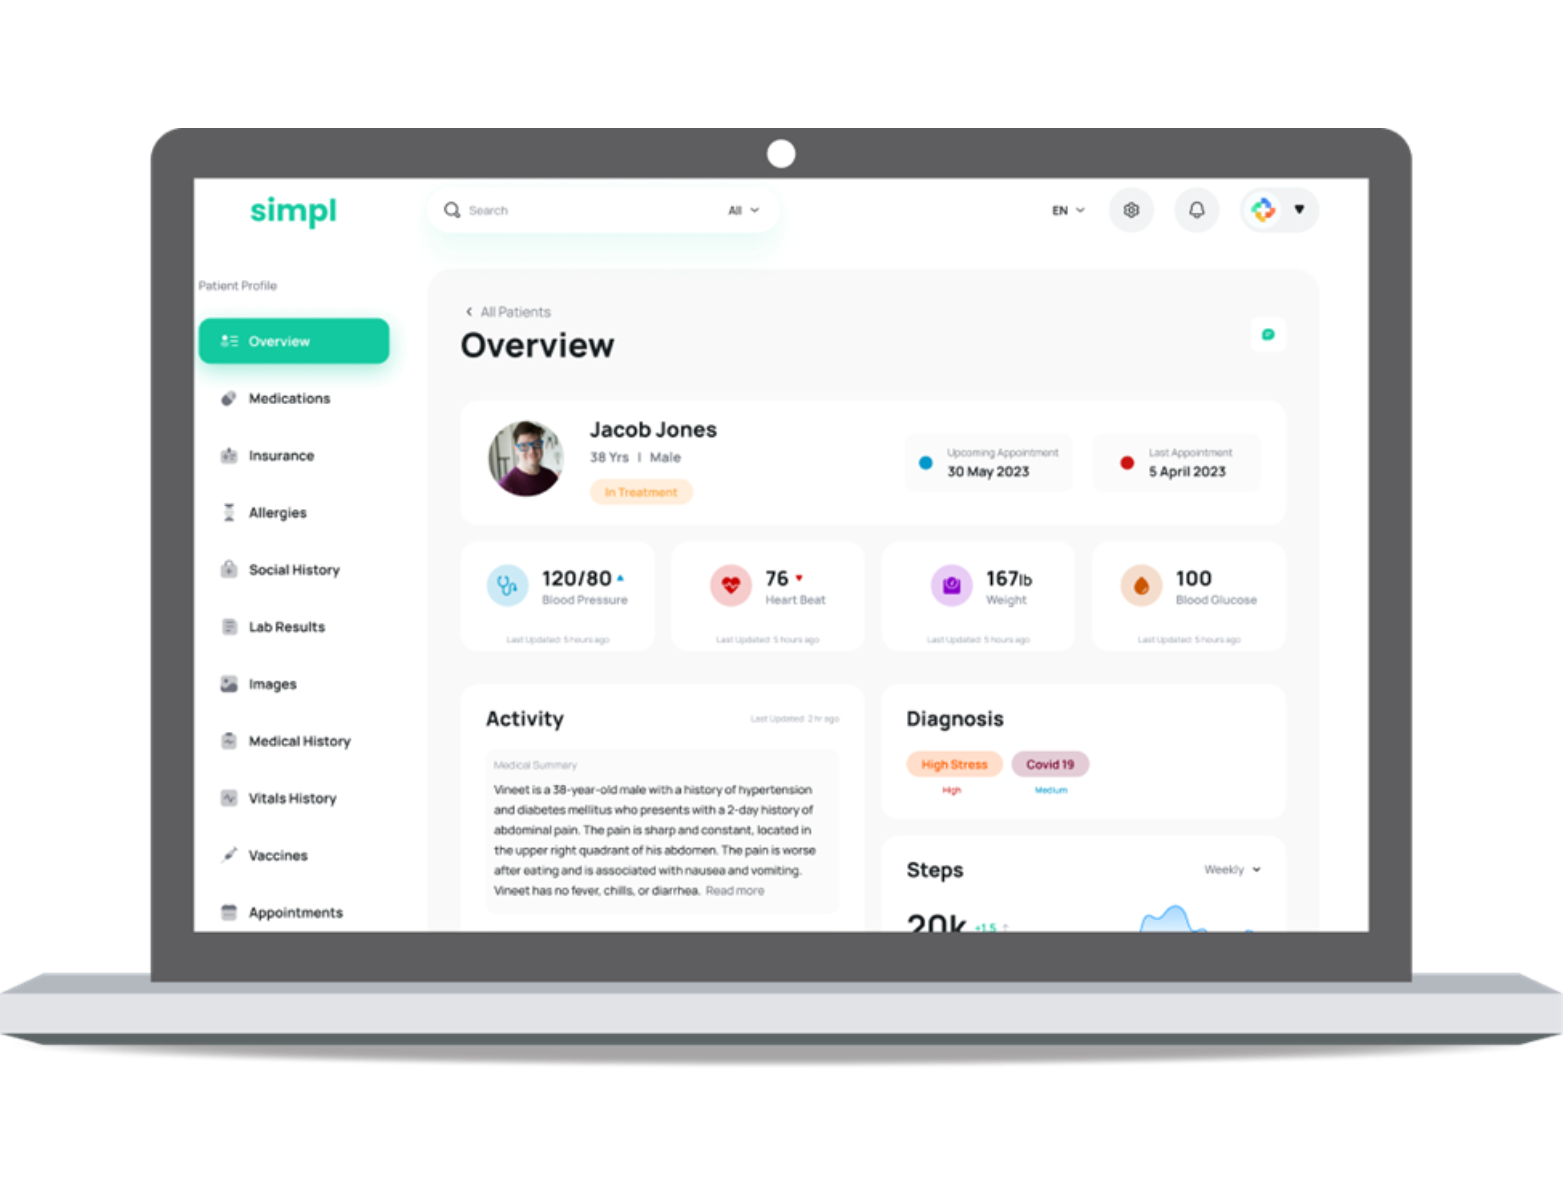 simpl
Search
All
EN
Patient Profile
Overview
Medications
Insurance
Allergies
Social History
Lab Results
Images
Medical History
Vitals History
Vaccines
Appointments
All Patients
Overview
Jacob Jones
38 Yrs | Male
In Treatment
Upcoming Appointment
30 May 2023
Last Appointment
5 April 2023
120/80
Blood Pressure
Last Updated: 5 hours ago
76
Heart Beat
Last Updated: 5 hours ago
167lb
Weight
Last Updated: 5 hours ago
100
Blood Glucose
Last Updated: 5 hours ago
Activity
Last Updated: 2 hr ago
Medical Summary
Vineet is a 38-year-old male with a history of hypertension
and diabetes mellitus who presents with a 2-day history of
abdominal pain. The pain is sharp and constant, located in
the upper right quadrant of his abdomen. The pain is worse
after eating and is associated with nausea and vomiting.
Vineet has no fever, chills, or diarrhea. Read more
Diagnosis
High Stress
High
Covid 19
Medium
Steps
Weekly
20k +1.5 ↑